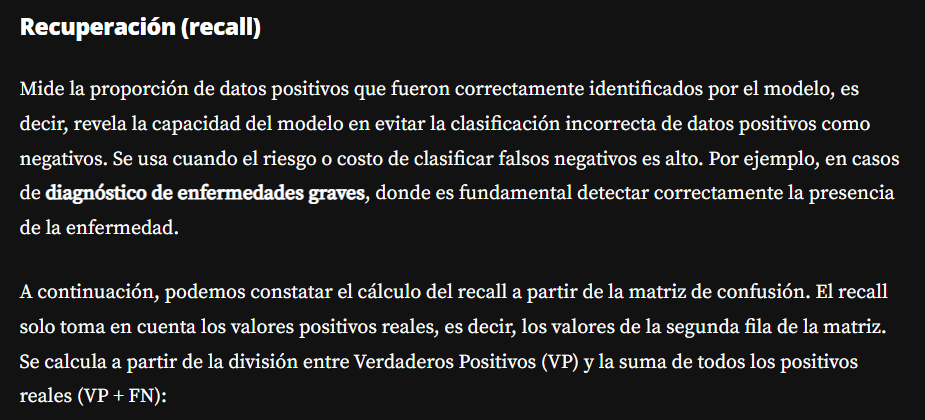 Recuperación (recall)
Mide la proporción de datos positivos que fueron correctamente identificados por el modelo, es
decir, revela la capacidad del modelo en evitar la clasificación incorrecta de datos positivos como
negativos. Se usa cuando el riesgo o costo de clasificar falsos negativos es alto. Por ejemplo, en casos
de diagnóstico de enfermedades graves, donde es fundamental detectar correctamente la presencia
de la enfermedad.
A continuación, podemos constatar el cálculo del recall a partir de la matriz de confusión. El recall
solo toma en cuenta los valores positivos reales, es decir, los valores de la segunda fila de la matriz.
Se calcula a partir de la división entre Verdaderos Positivos (VP) y la suma de todos los positivos
reales (VP + FN):